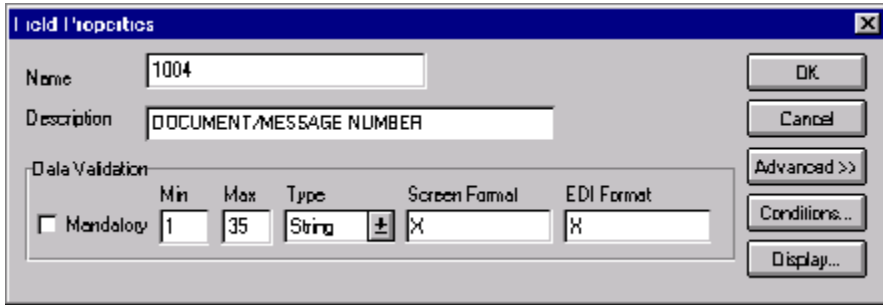 Field Properties
Name 1004
Description DOCUMENT/MESSAGE NUMBER
Data Validation
Min Max Type Screen Format EDI Format
Mandatory 1 35 String X X
OK
Cancel
Advanced >>
Conditions...
Display...